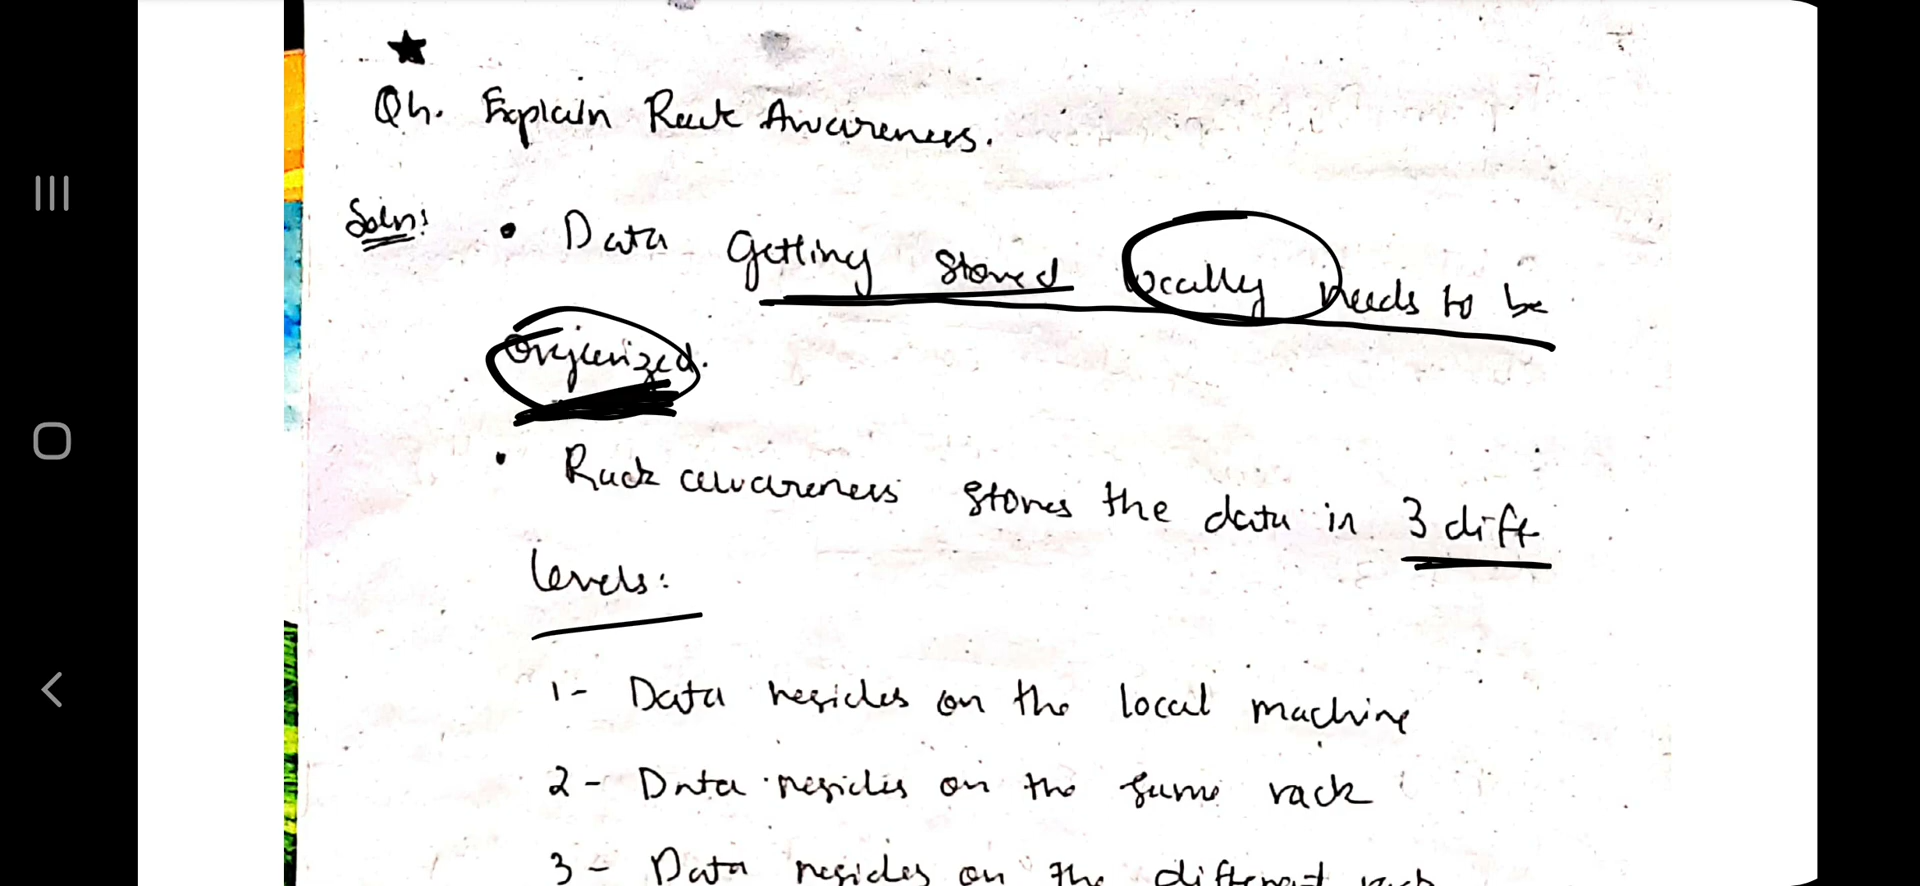 Q4. Explain Rack Awareness.
Soln:
• Data getting stored locally needs to be
organized.
• Rack awareness stores the data in 3 diff
levels:
1- Data resides on the local machine
2- Data resides on the same rack
3- Data resides on the different rack